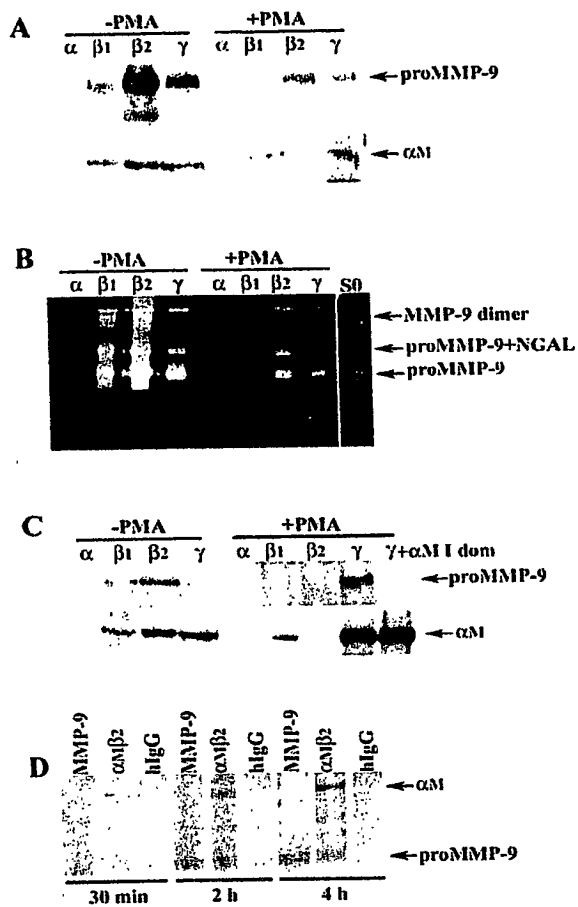 A
-PMA +PMA
α β1 β2 γ α β1 β2 γ
proMMP-9
αM
B
-PMA +PMA
α β1 β2 γ α β1 β2 γ S0
MMP-9 dimer
proMMP-9+NGAL
proMMP-9
C
-PMA +PMA
α β1 β2 γ α β1 β2 γ γ+αM I dom
proMMP-9
αM
D
MMP-9 αMβ2 hIgG MMP-9 αMβ2 hIgG MMP-9 αMβ2 hIgG
αM
proMMP-9
30 min 2 h 4 h